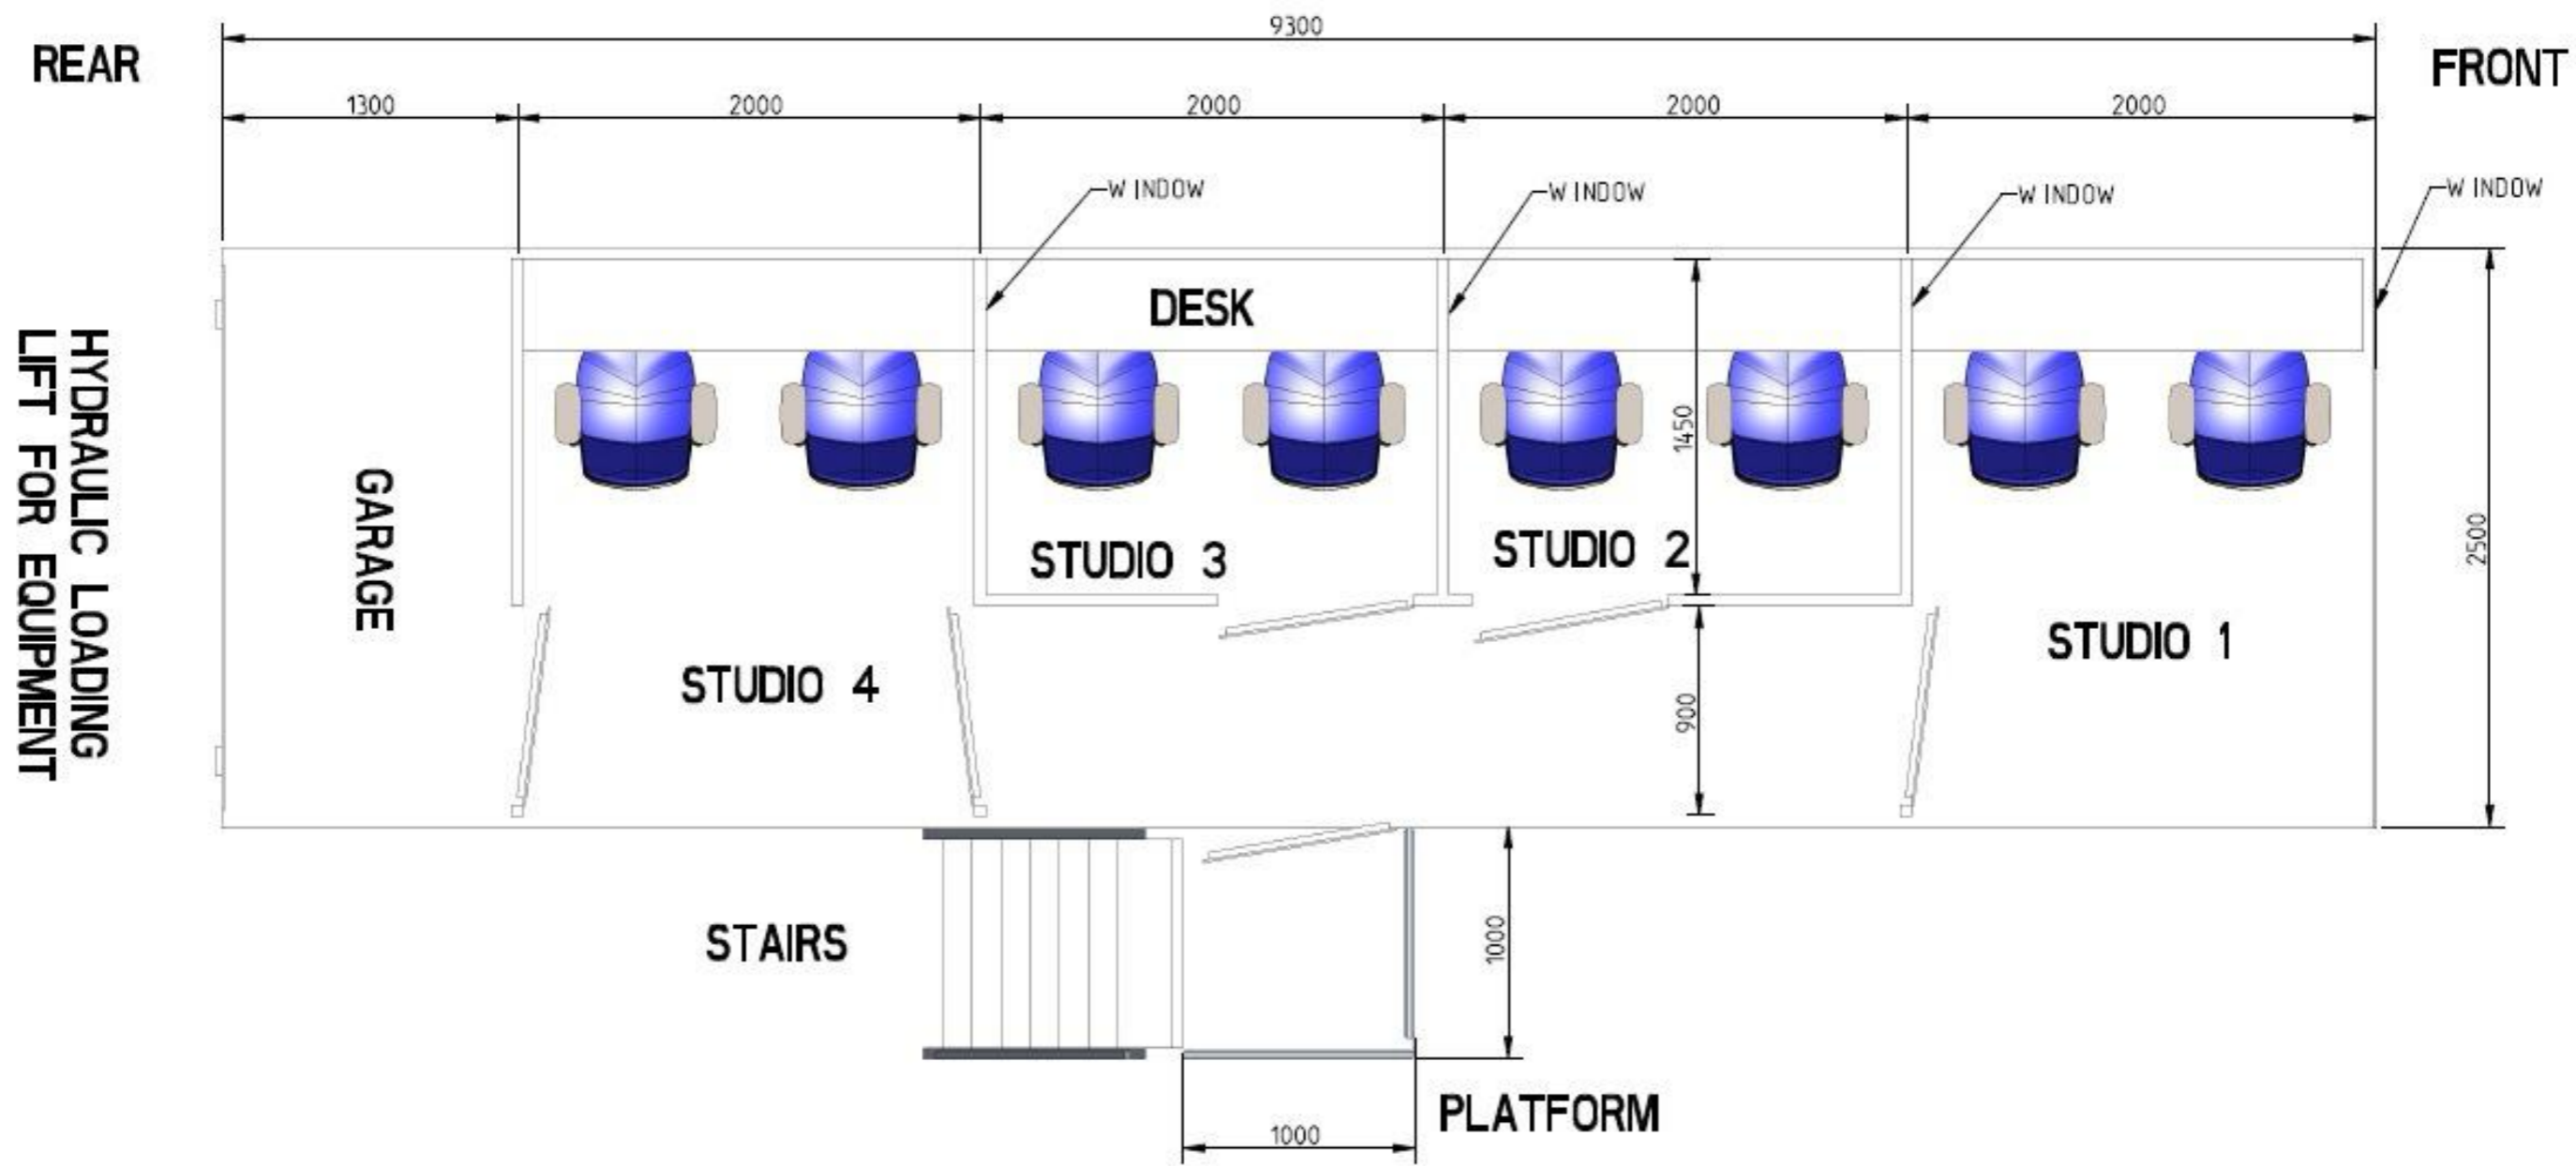 9300
REAR
FRONT
1300
2000
2000
2000
2000
WINDOW
WINDOW
WINDOW
WINDOW
DESK
HYDRAULIC LOADING
LIFT FOR EQUIPMENT
GARAGE
1450
2500
STUDIO 3
STUDIO 2
STUDIO 1
STUDIO 4
900
STAIRS
1000
PLATFORM
1000